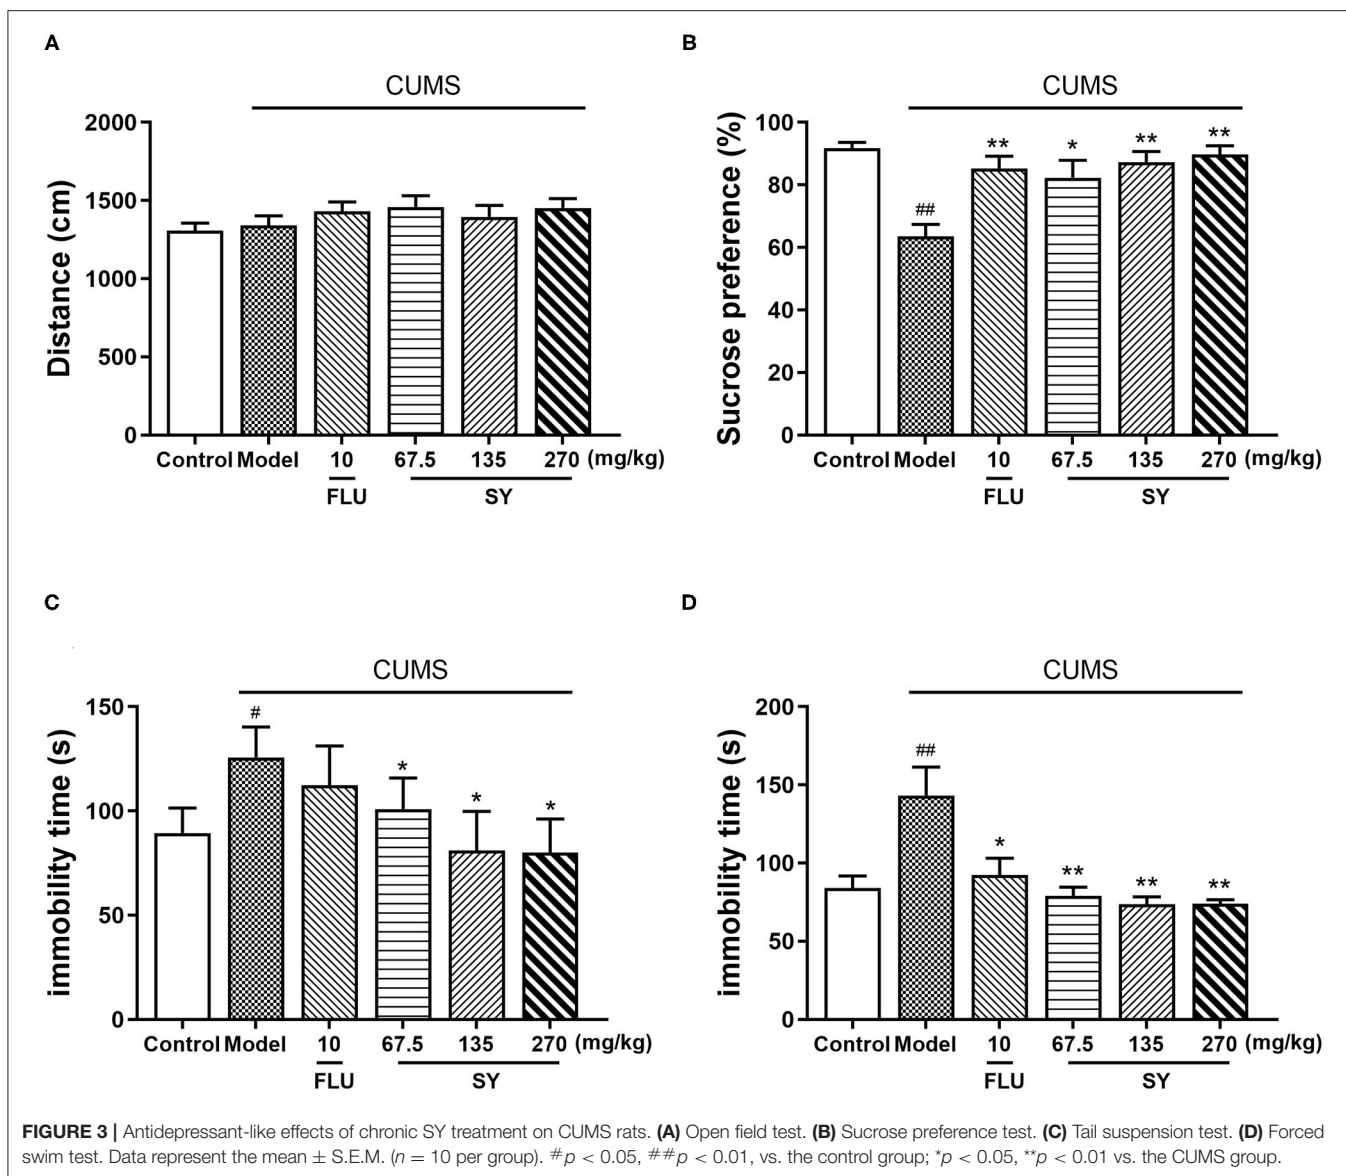 A
CUMS
Distance (cm)
2000
1500
1000
500
0
Control Model 10 67.5 135 270 (mg/kg)
FLU SY
B
CUMS
Sucrose preference (%)
100
80
60
40
20
0
##
** * ** **
Control Model 10 67.5 135 270 (mg/kg)
FLU SY
C
CUMS
immobility time (s)
150
100
50
0
#
* * *
Control Model 10 67.5 135 270 (mg/kg)
FLU SY
D
CUMS
immobility time (s)
200
150
100
50
0
##
* ** ** **
Control Model 10 67.5 135 270 (mg/kg)
FLU SY
FIGURE 3 | Antidepressant-like effects of chronic SY treatment on CUMS rats. (A) Open field test. (B) Sucrose preference test. (C) Tail suspension test. (D) Forced
swim test. Data represent the mean ± S.E.M. (n = 10 per group). #p < 0.05, ##p < 0.01, vs. the control group; *p < 0.05, **p < 0.01 vs. the CUMS group.